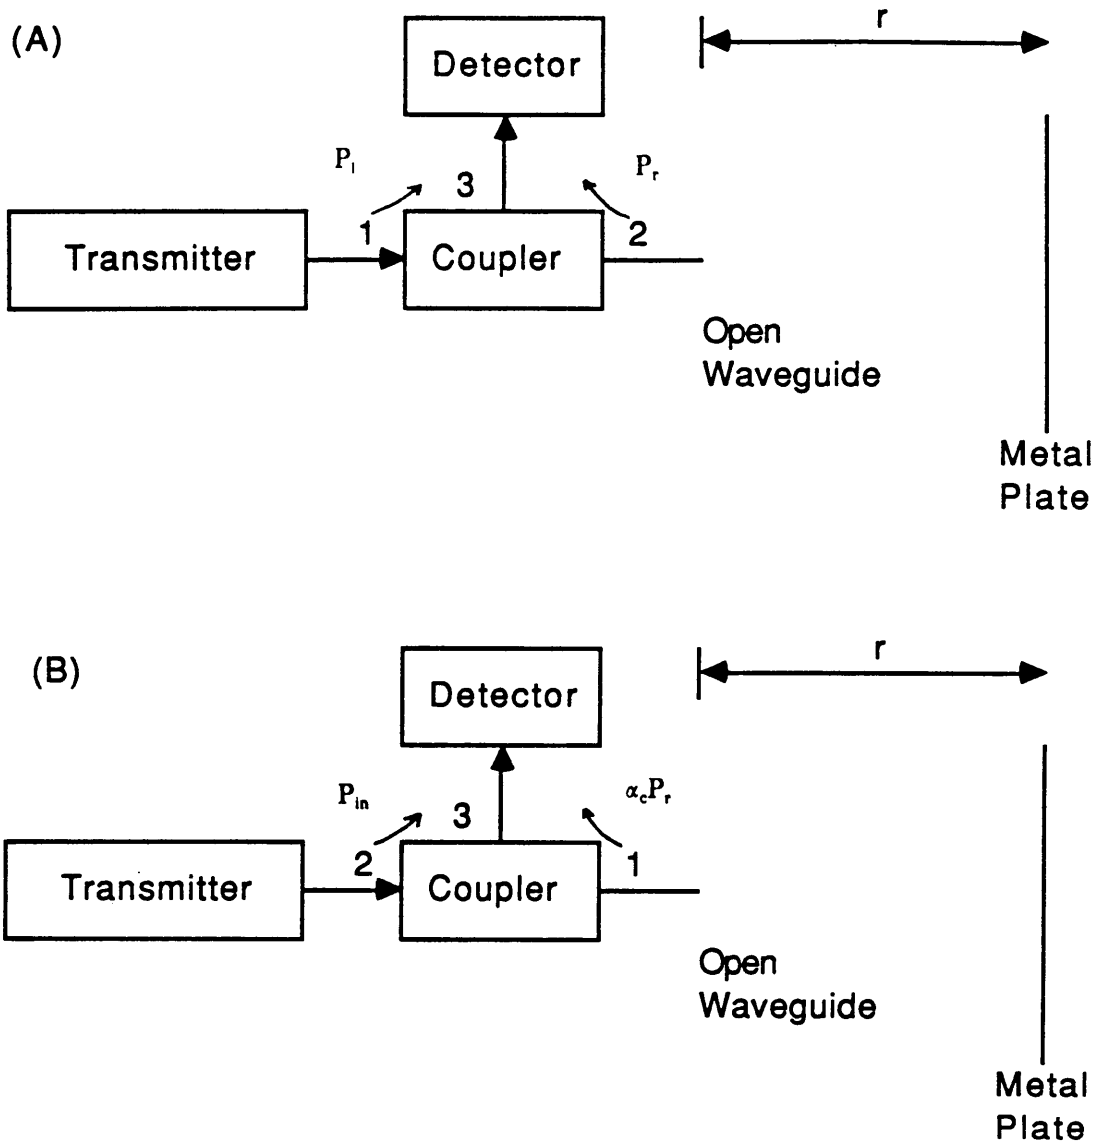 (A)
r
Detector
P₁
3
Pᵣ
1
2
Transmitter
Coupler
Open
Waveguide
Metal
Plate
(B)
r
Detector
Pᵢₙ
3
α꜀Pᵣ
2
1
Transmitter
Coupler
Open
Waveguide
Metal
Plate